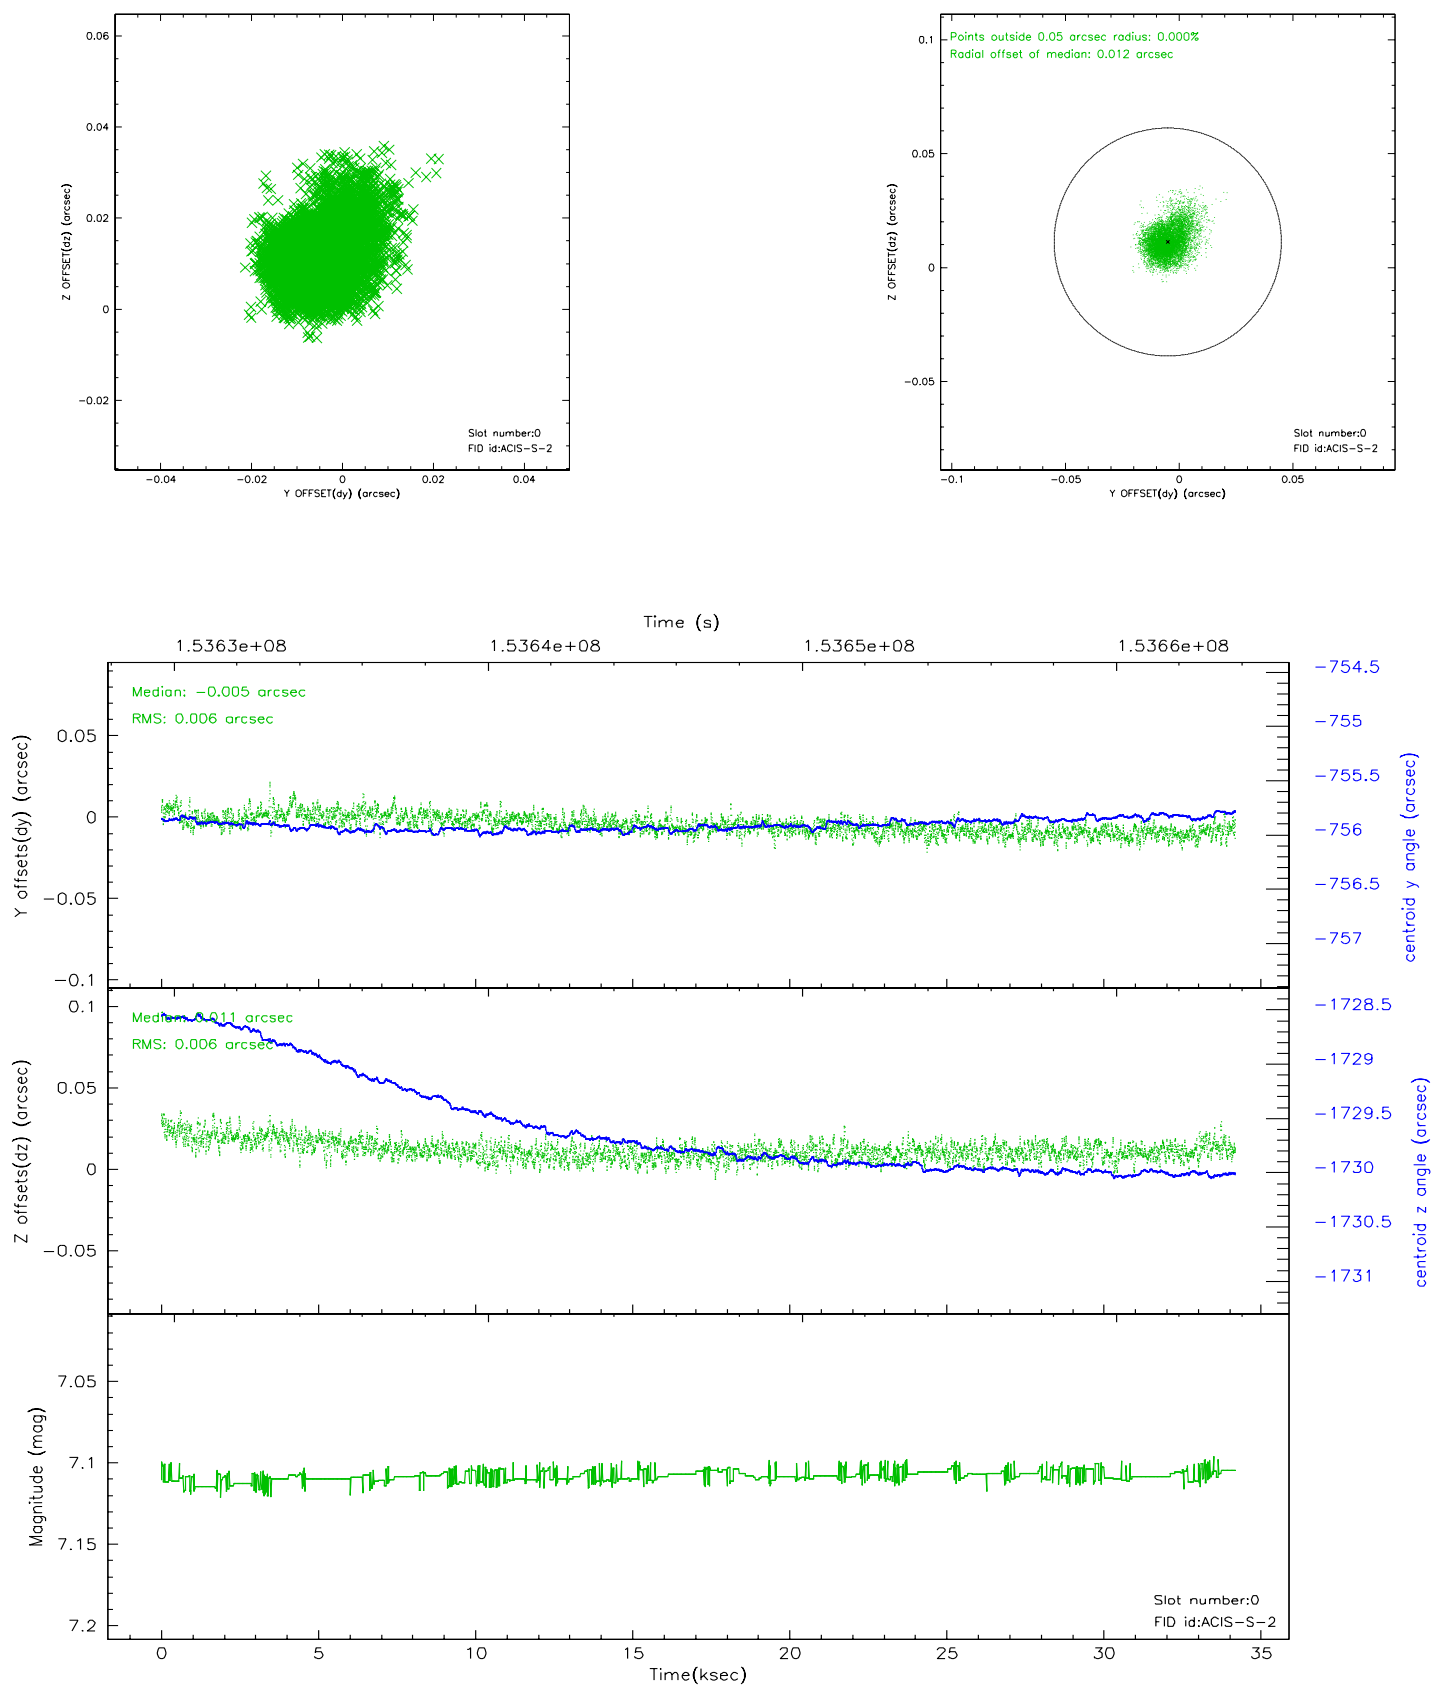 0.06
0.04
0.02
0
-0.02
Z OFFSET(dz) (arcsec)
Slot number:0
FID id:ACIS-S-2
-0.04
-0.02
0
0.02
0.04
Y OFFSET(dy) (arcsec)
Points outside 0.05 arcsec radius: 0.000%
Radial offset of median: 0.012 arcsec
0.1
0.05
0
-0.05
Z OFFSET(dz) (arcsec)
Slot number:0
FID id:ACIS-S-2
-0.1
-0.05
0
0.05
Y OFFSET(dy) (arcsec)
Time (s)
1.5363e+08
1.5364e+08
1.5365e+08
1.5366e+08
Median: -0.005 arcsec
RMS: 0.006 arcsec
0.05
0
-0.05
-0.1
Y offsets(dy) (arcsec)
-754.5
-755
-755.5
-756
-756.5
-757
centroid y angle (arcsec)
Median: 0.011 arcsec
RMS: 0.006 arcsec
0.1
0.05
0
-0.05
Z offsets(dz) (arcsec)
-1728.5
-1729
-1729.5
-1730
-1730.5
-1731
centroid z angle (arcsec)
7.05
7.1
7.15
7.2
Magnitude (mag)
Slot number:0
FID id:ACIS-S-2
0
5
10
15
20
25
30
35
Time(ksec)